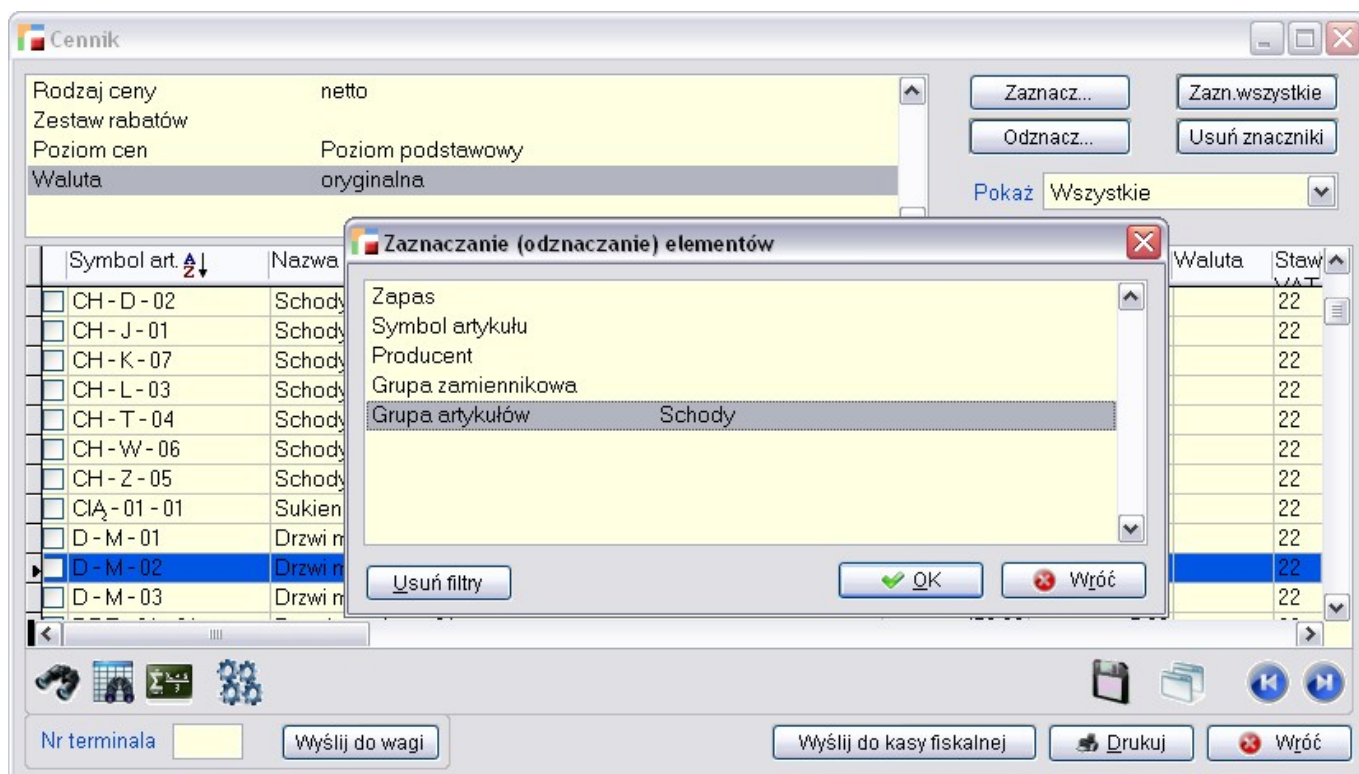 Cennik
Rodzaj ceny netto
Zestaw rabatów
Poziom cen Poziom podstawowy
Waluta oryginalna
Zaznacz... Zazn.wszystkie
Odznacz... Usuń znaczniki
Pokaż Wszystkie
Symbol art. Nazwa Waluta Staw
CH - D - 02 Schody 22
CH - J - 01 Schody 22
CH - K - 07 Schody 22
CH - L - 03 Schody 22
CH - T - 04 Schody 22
CH - W - 06 Schody 22
CH - Z - 05 Schody 22
CIĄ - 01 - 01 Sukien 22
D - M - 01 Drzwi 22
D - M - 02 Drzwi 22
D - M - 03 Drzwi 22
Zaznaczanie (odznaczanie) elementów
Zapas
Symbol artykułu
Producent
Grupa zamiennikowa
Grupa artykułów Schody
Usuń filtry OK Wróć
Nr terminala Wyślij do wagi Wyślij do kasy fiskalnej Drukuj Wróć